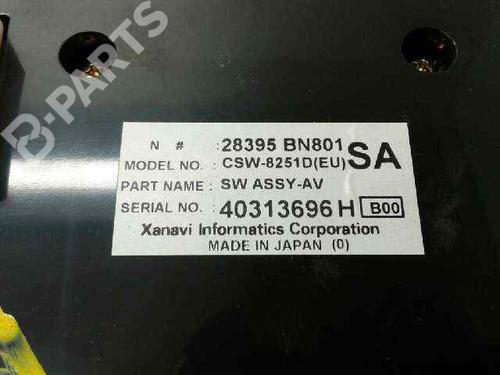 B-PARTS
N # : 28395 BN801 SA
MODEL NO. : CSW-8251D(EU)
PART NAME : SW ASSY-AV
SERIAL NO. : 40313696 H B00
Xanavi Informatics Corporation
MADE IN JAPAN (0)